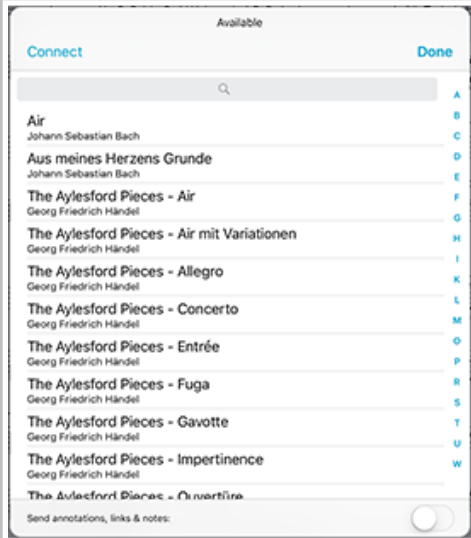 Available
Connect Done
Air
Johann Sebastian Bach
Aus meines Herzens Grunde
Johann Sebastian Bach
The Aylesford Pieces - Air
Georg Friedrich Händel
The Aylesford Pieces - Air mit Variationen
Georg Friedrich Händel
The Aylesford Pieces - Allegro
Georg Friedrich Händel
The Aylesford Pieces - Concerto
Georg Friedrich Händel
The Aylesford Pieces - Entrée
Georg Friedrich Händel
The Aylesford Pieces - Fuga
Georg Friedrich Händel
The Aylesford Pieces - Gavotte
Georg Friedrich Händel
The Aylesford Pieces - Impertinence
Georg Friedrich Händel
The Aylesford Pieces - Ouvertüre
A
B
C
D
E
F
G
H
I
K
L
M
O
P
R
S
T
U
W
Send annotations, links & notes: